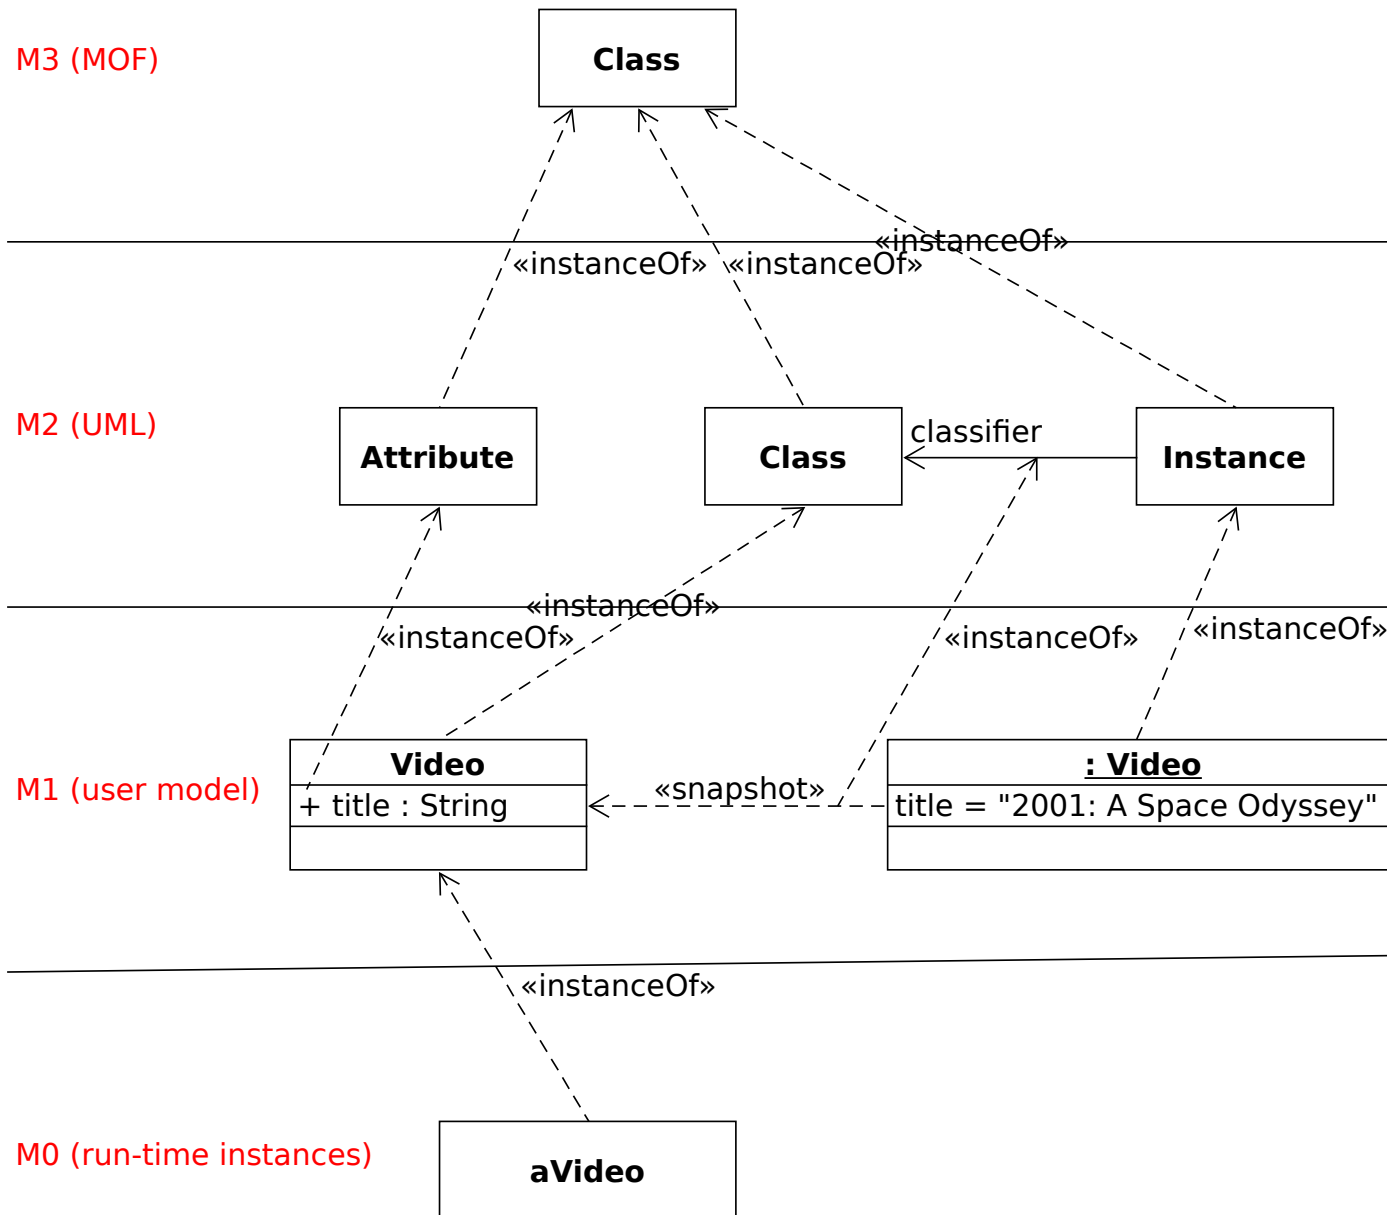 M3 (MOF)
Class
«instanceOf»
«instanceOf» «instanceOf»
M2 (UML)
Attribute
Class
classifier
Instance
«instanceOf»
«instanceOf»
«instanceOf»
«instanceOf»
M1 (user model)
Video
+ title : String
«snapshot»
: Video
title = "2001: A Space Odyssey"
«instanceOf»
M0 (run-time instances)
aVideo